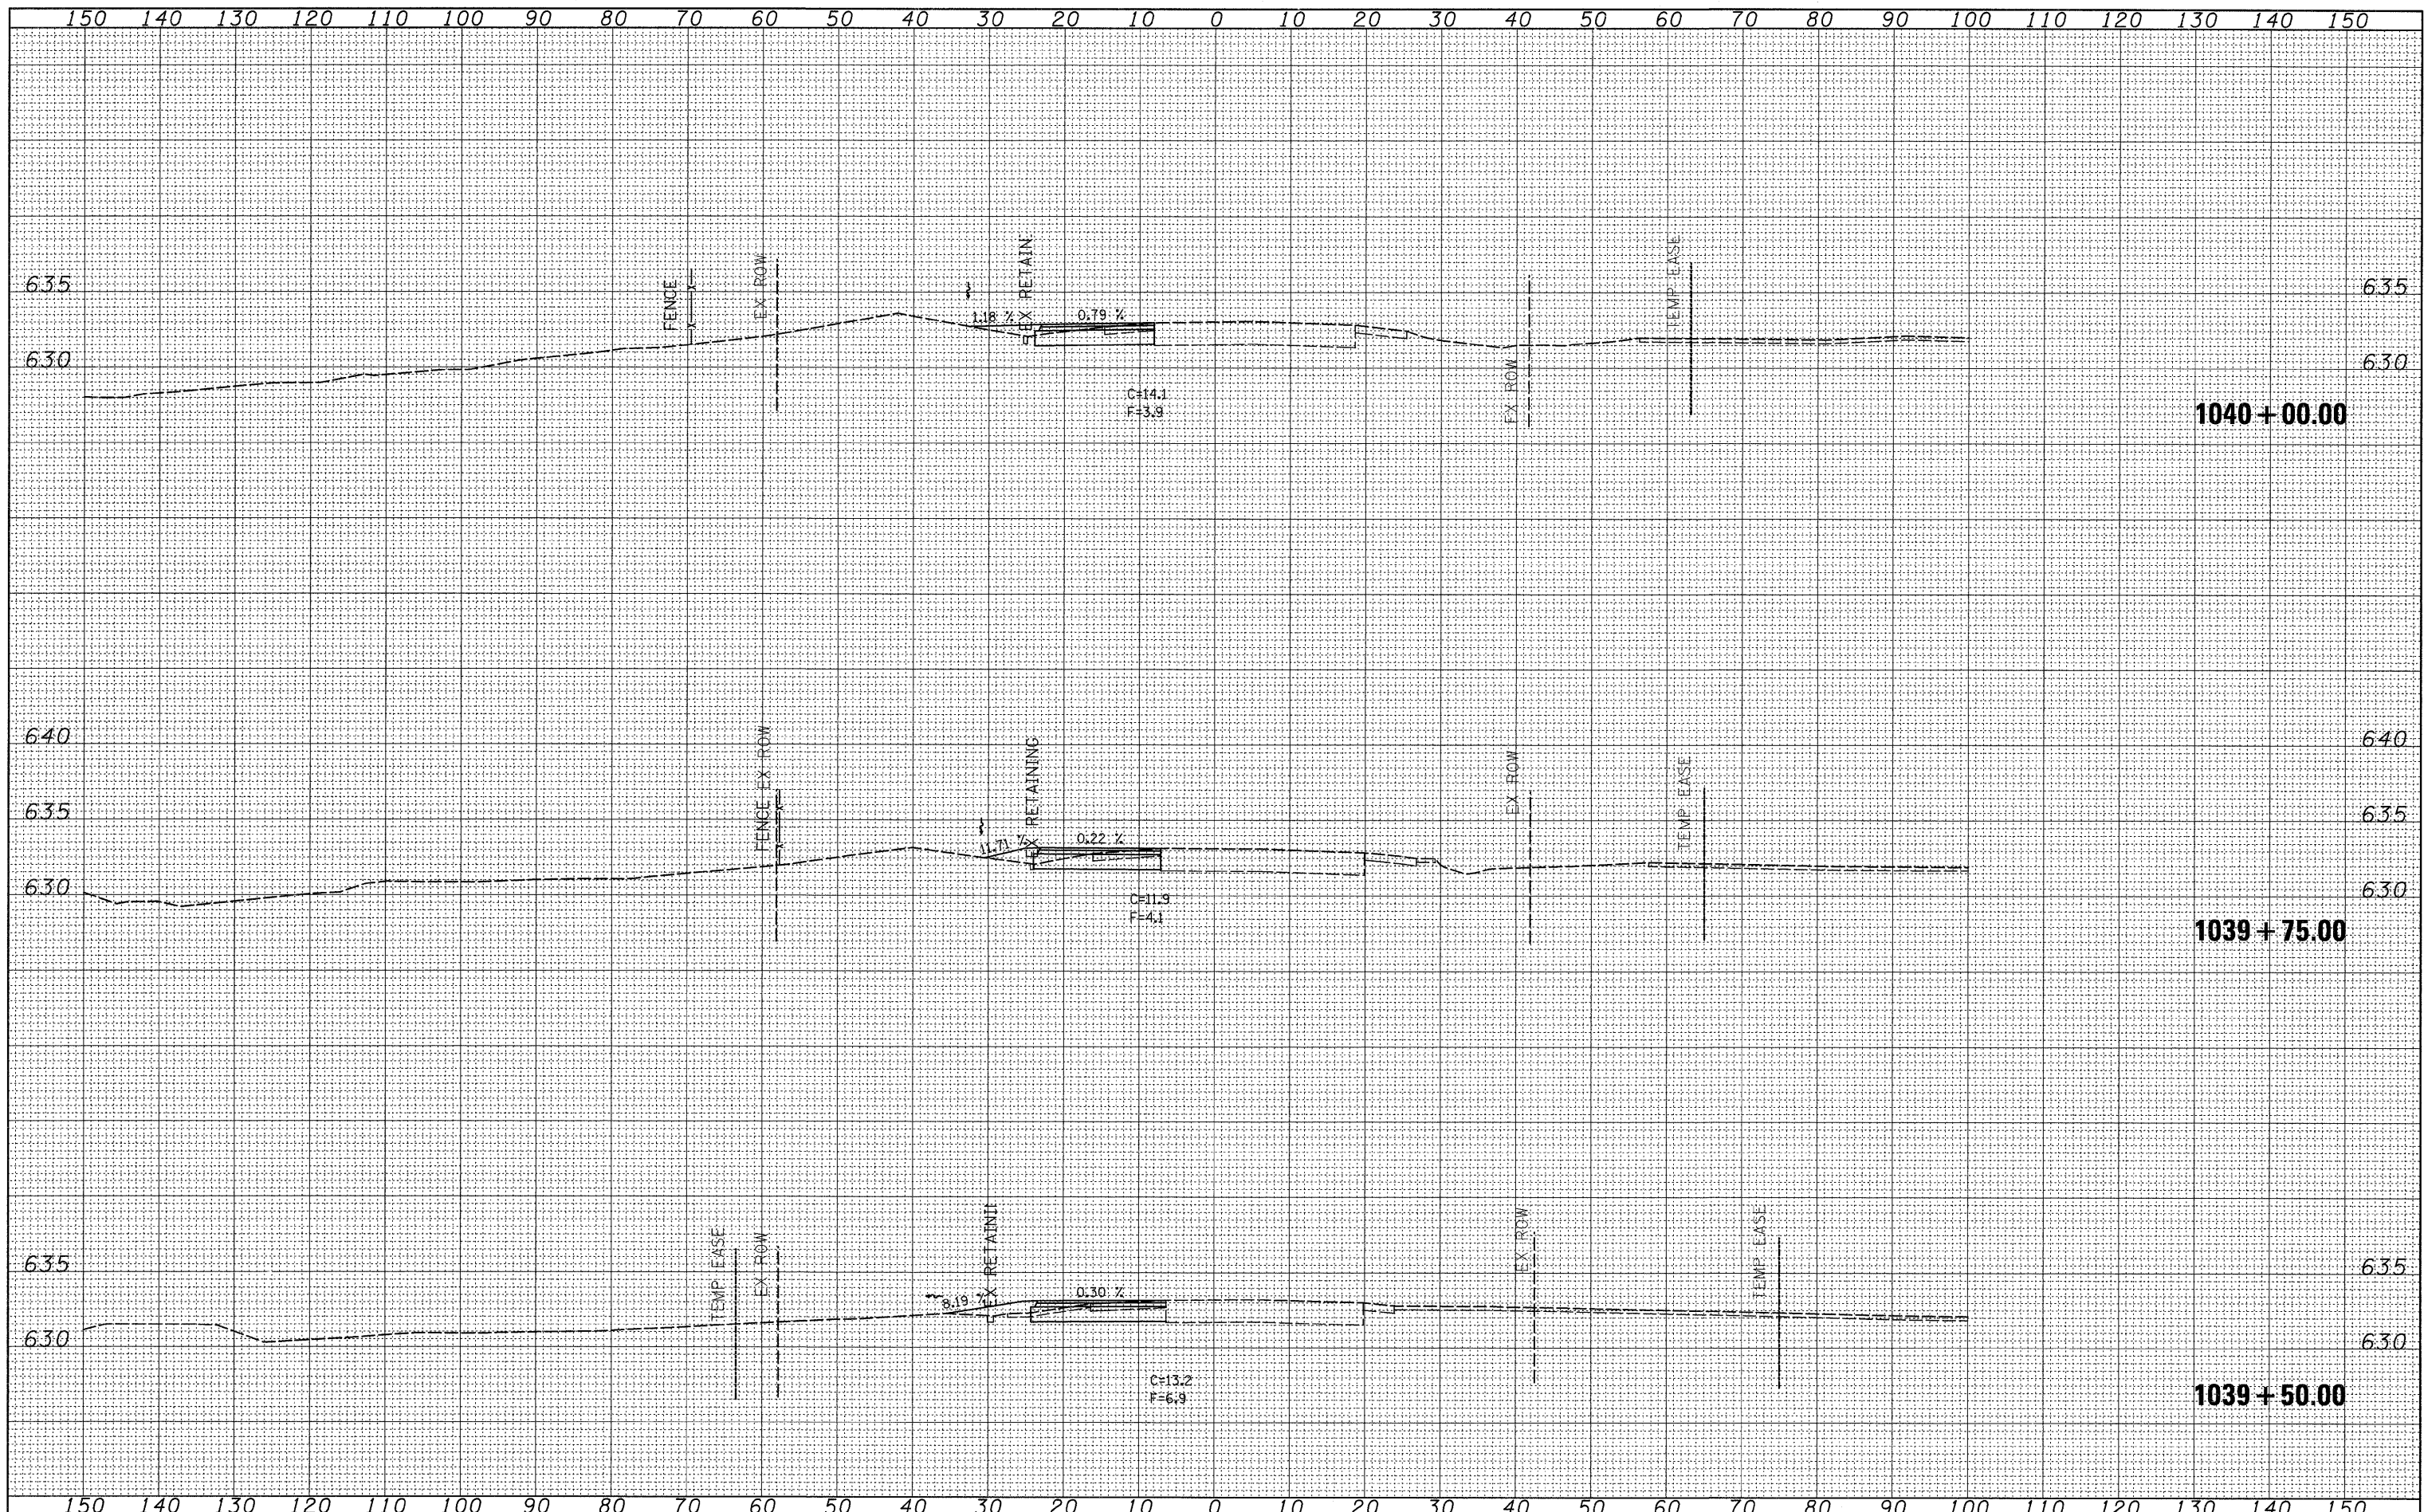 150 140 130 120 110 100 90 80 70 60 50 40 30 20 10 0 10 20 30 40 50 60 70 80 90 100 110 120 130 140 150
FENCE
EX ROW
EX RETAIN.
TEMP EASE
635 635
1.18 % 0.79 %
630 630
EX ROW
C=14.1
F=3.9
1040 + 00.00
FENCE EX ROW
EX RETAINING
EX ROW
TEMP EASE
640 640
635 635
11.71 % 0.22 %
630 630
C=11.9
F=4.1
1039 + 75.00
TEMP EASE
EX ROW
EX RETAINI
EX ROW
TEMP EASE
635 635
8.19 % 0.30 %
630 630
C=13.2
F=6.9
1039 + 50.00
150 140 130 120 110 100 90 80 70 60 50 40 30 20 10 0 10 20 30 40 50 60 70 80 90 100 110 120 130 140 150